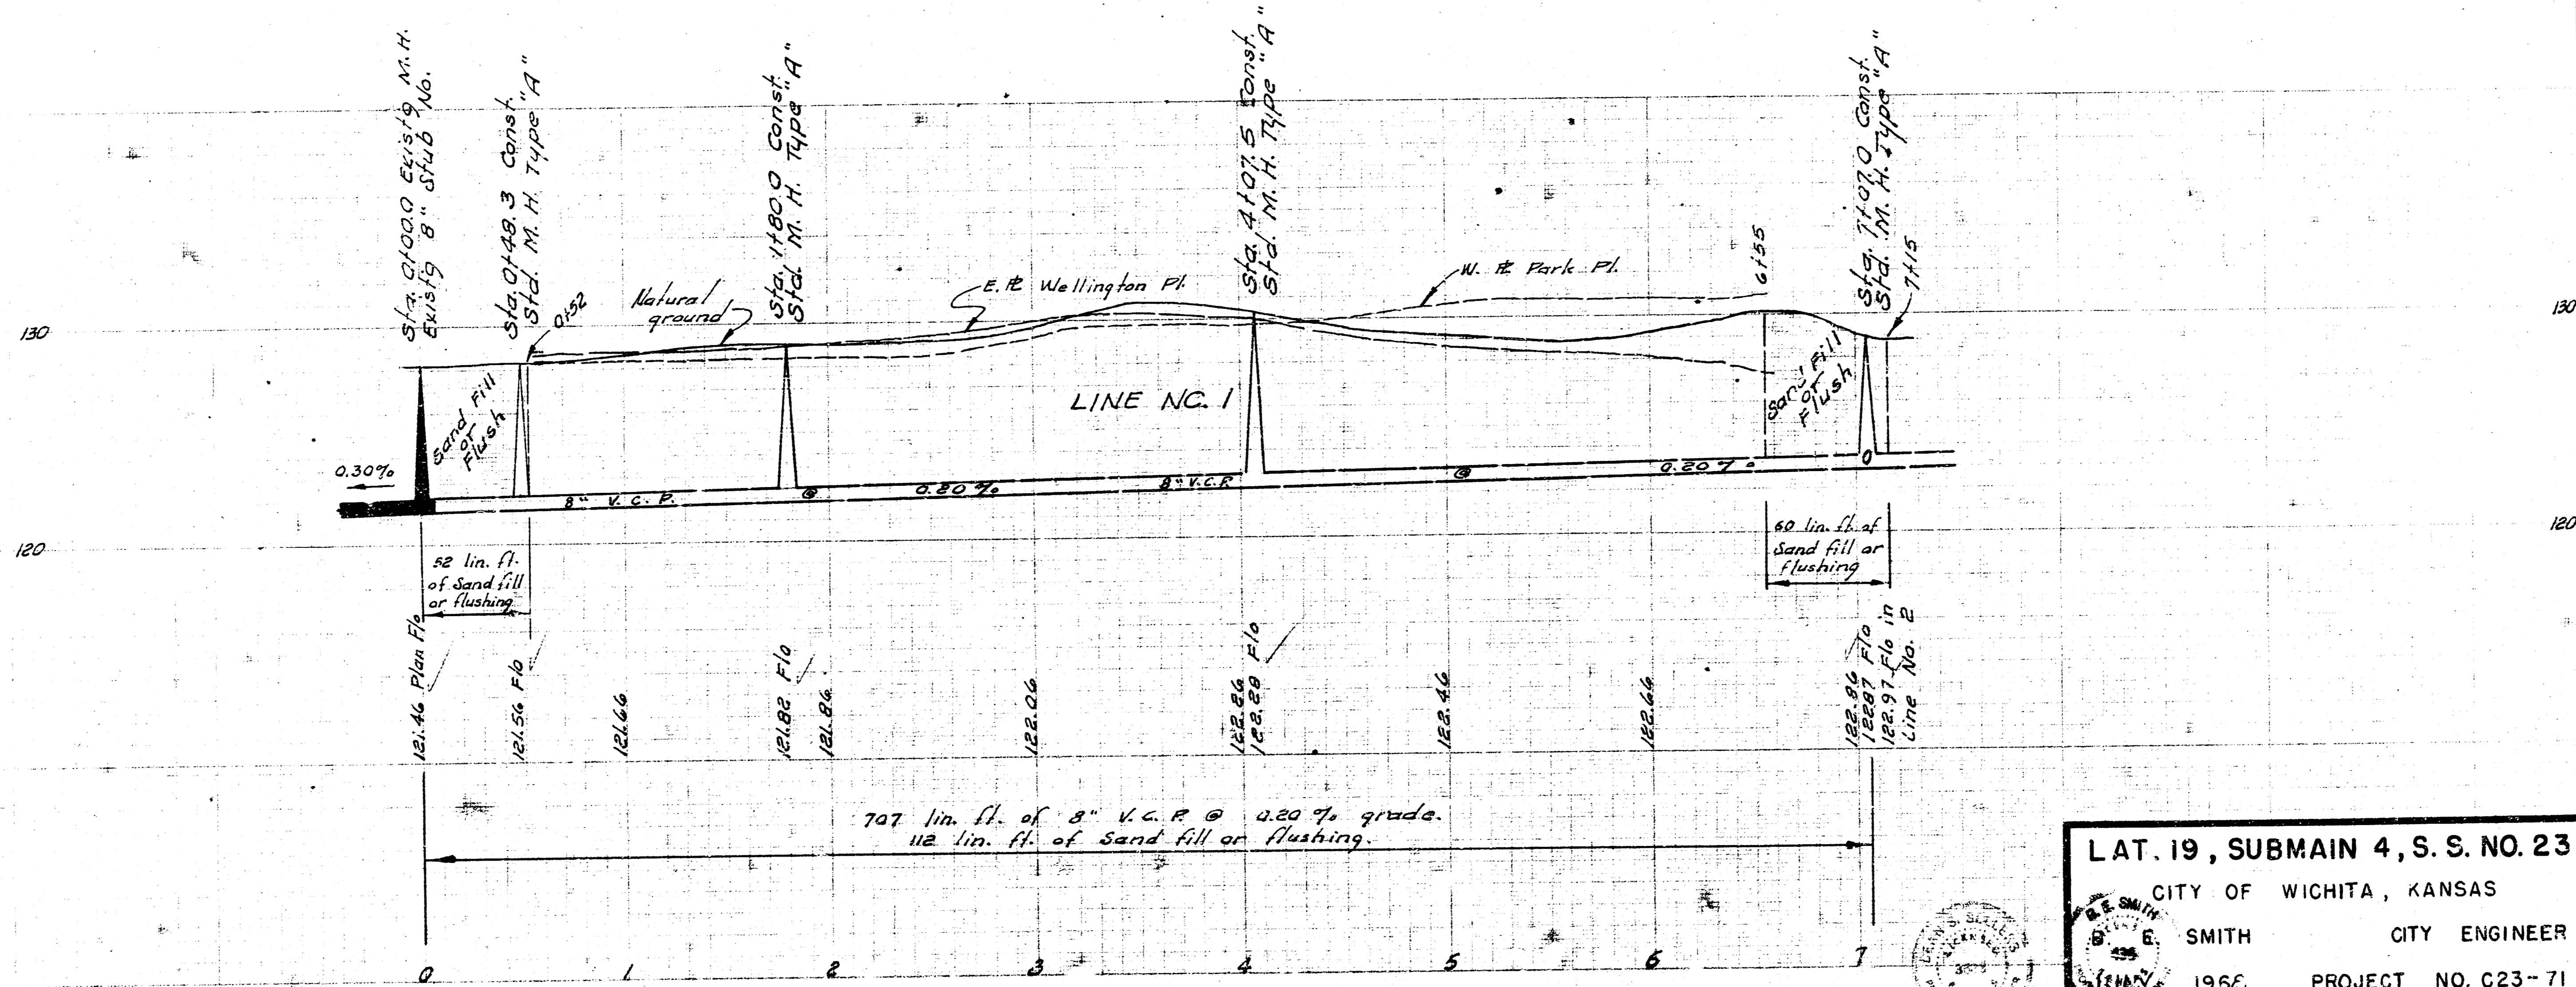 Sta. 0+00.0 Existg M.H.
Existg 8" Stub No.
Sta. 0+48.3 Const.
Std. M. H. Type "A"
0+52
Sta. 1+80.0 Const.
Std. M. H. Type "A"
Sta. 4+07.5 Const.
Std. M. H. Type "A"
6+55
Sta. 7+07.0 Const.
Std. M. H. Type "A"
7+15
Natural
ground
E. ⅊ Wellington Pl.
W. ⅊ Park Pl.
130
130
Sand Fill
or
Flush
LINE NO. 1
Sand Fill
or
Flush
0.30%
8" V. C. P.
@
0.20%
8" V.C.P.
@
0.20%
120
120
52 lin. ft.
of Sand fill
or flushing
60 lin. ft. of
Sand fill or
flushing
121.46 Plan Flo
121.56 Flo
121.66
121.82 Flo
121.86
122.06
122.26
122.28 Flo
122.46
122.66
122.86
122.87 Flo
122.97 Flo in
Line No. 2
707 lin. ft. of 8" V.C.P. @ 0.20% grade.
112 lin. ft. of Sand fill or flushing.
0 1 2 3 4 5 6 7
LAT. 19, SUBMAIN 4, S. S. NO. 23
CITY OF WICHITA, KANSAS
SMITH CITY ENGINEER
PROJECT NO. C23-71